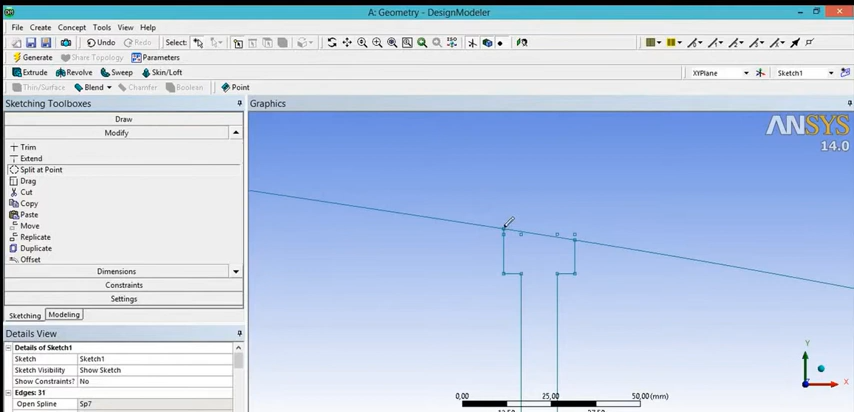 A: Geometry - DesignModeler
File Create Concept Tools View Help
Undo Select:
Generate Share Topology Parameters
Extrude Revolve Sweep Skin/Loft
XYPlane Sketch1
Thin/Surface Blend Chamfer Boolean Point
Sketching Toolboxes
Graphics
Draw
Modify
Trim
Extend
Split at Point
Drag
Cut
Copy
Paste
Move
Replicate
Duplicate
Offset
Dimensions
Constraints
Settings
Sketching Modeling
Details View
Details of Sketch1
Sketch Sketch1
Sketch Visibility Show Sketch
Show Constraints? No
Edges: 31
Open Spline Sp7
ANSYS
14.0
0,00 25,00 50,00 (mm)
12,50 37,50
Y
X